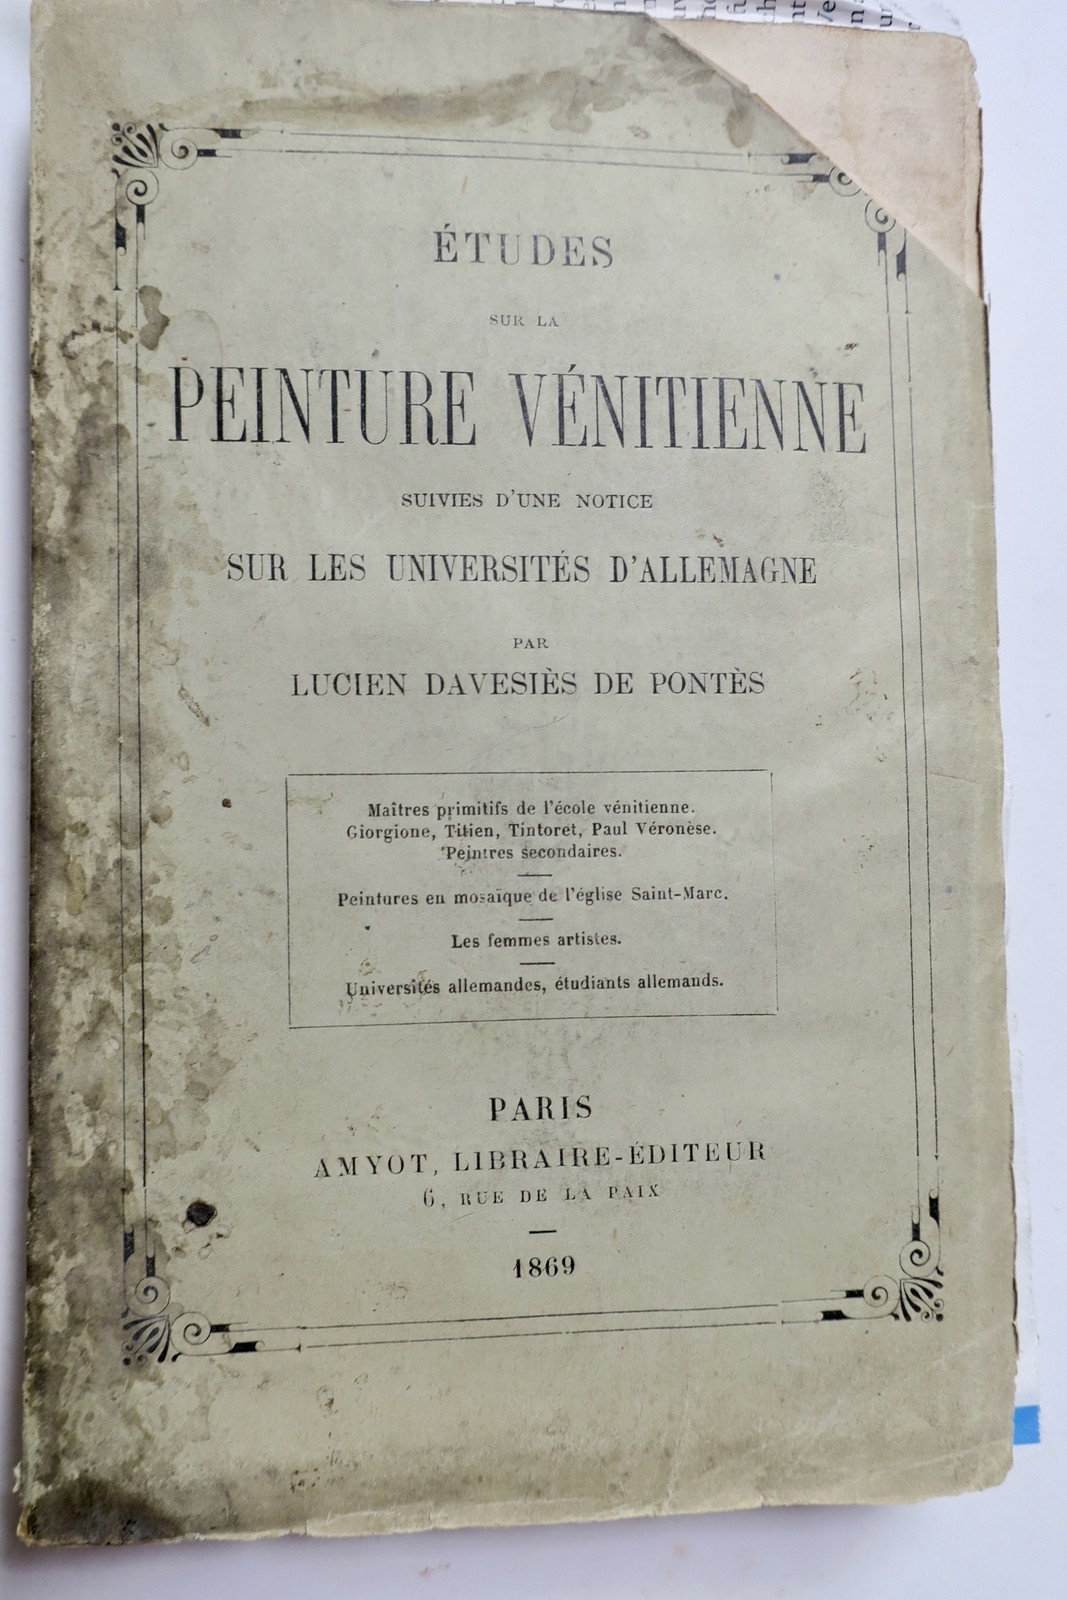 ÉTUDES
SUR LA
PEINTURE VÉNITIENNE
SUIVIES D'UNE NOTICE
SUR LES UNIVERSITÉS D'ALLEMAGNE
PAR
LUCIEN DAVESIÈS DE PONTÈS
Maîtres primitifs de l'école vénitienne.
Giorgione, Titien, Tintoret, Paul Véronèse.
Peintres secondaires.
Peintures en mosaïque de l'église Saint-Marc.
Les femmes artistes.
Universités allemandes, étudiants allemands.
PARIS
AMYOT, LIBRAIRE-ÉDITEUR
6, RUE DE LA PAIX
1869